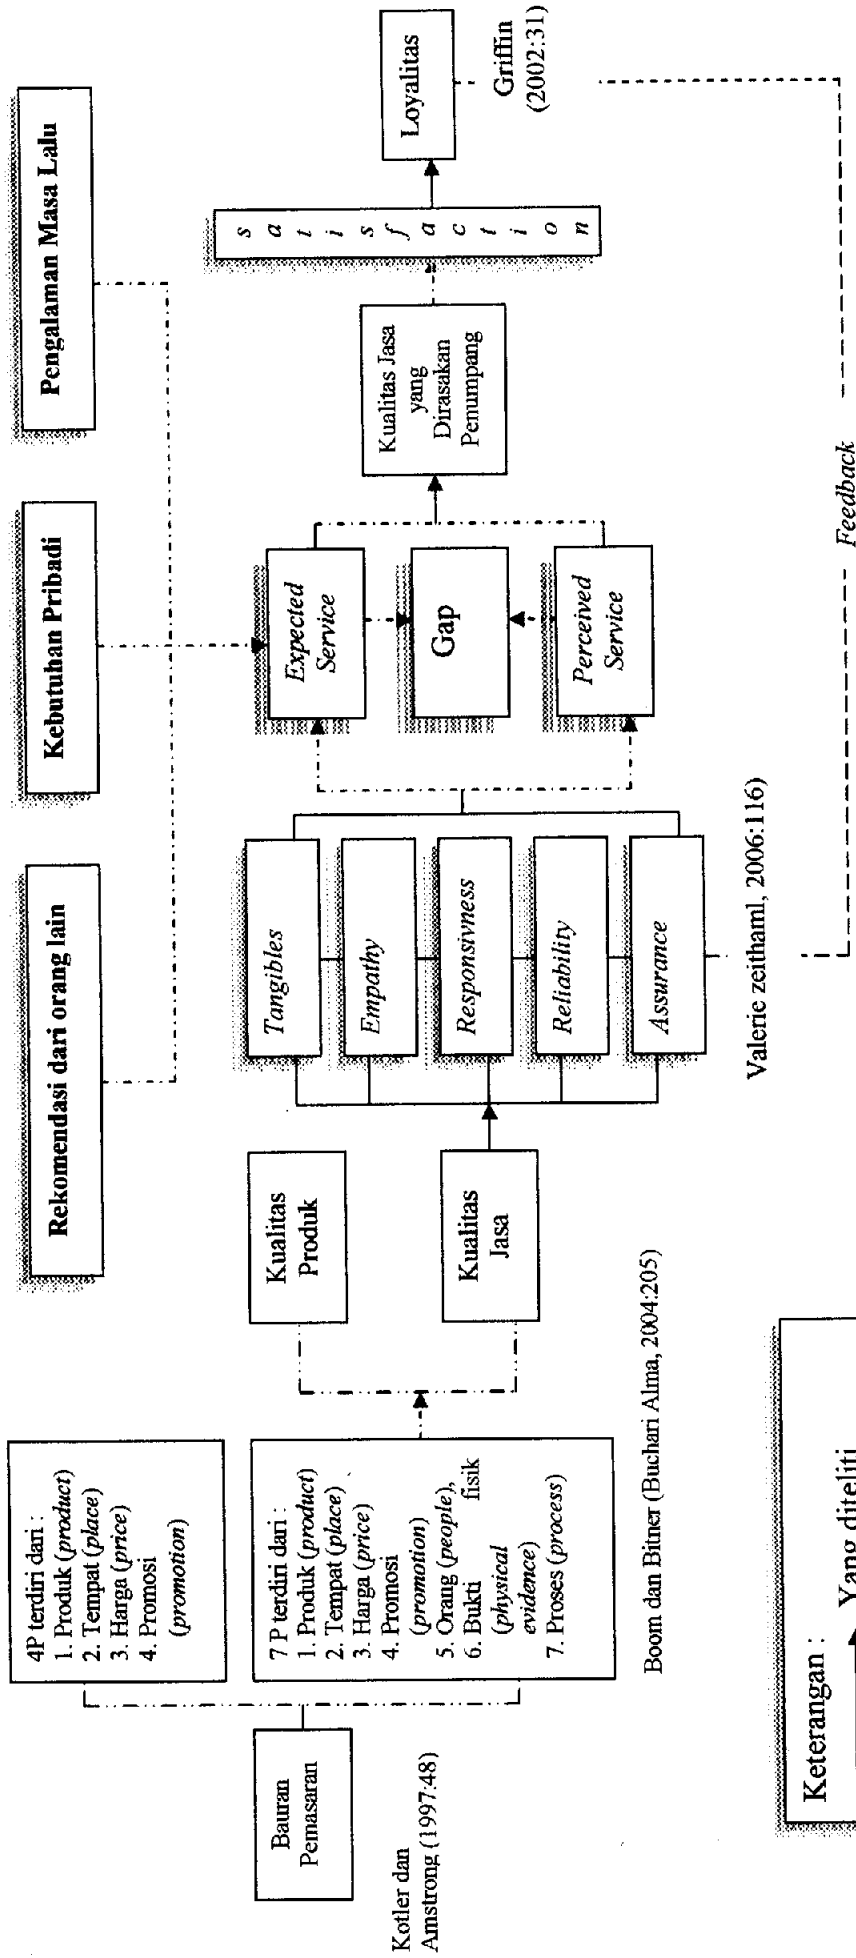 Rekomendasi dari orang lain
Kebutuhan Pribadi
Pengalaman Masa Lalu
4P terdiri dari :
1. Produk (product)
2. Tempat (place)
3. Harga (price)
4. Promosi
(promotion)
7 P terdiri dari :
1. Produk (product)
2. Tempat (place)
3. Harga (price)
4. Promosi
(promotion)
5. Orang (people),
6. Bukti fisik
(physical
evidence)
7. Proses (process)
Bauran
Pemasaran
Kotler dan
Amstrong (1997:48)
Boom dan Bitner (Buchari Alma, 2004:205)
Kualitas
Produk
Kualitas
Jasa
Tangibles
Empathy
Responsivness
Reliability
Assurance
Valerie zeithaml, 2006:116)
Expected
Service
Gap
Perceived
Service
Kualitas Jasa
yang
Dirasakan
Penumpang
s
a
t
i
s
f
a
c
t
i
o
n
Loyalitas
Griffin
(2002:31)
Feedback
Keterangan :
Yang diteliti